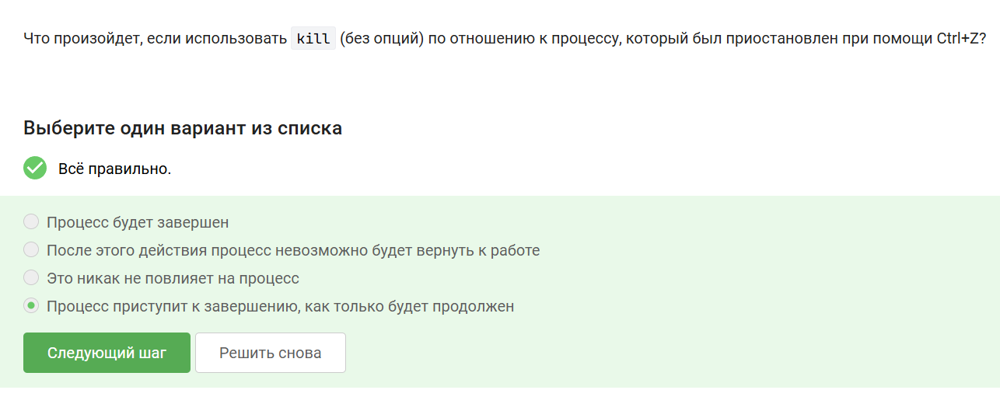 Что произойдет, если использовать kill (без опций) по отношению к процессу, который был приостановлен при помощи Ctrl+Z?
Выберите один вариант из списка
Всё правильно.
Процесс будет завершен
После этого действия процесс невозможно будет вернуть к работе
Это никак не повлияет на процесс
Процесс приступит к завершению, как только будет продолжен
Следующий шаг
Решить снова